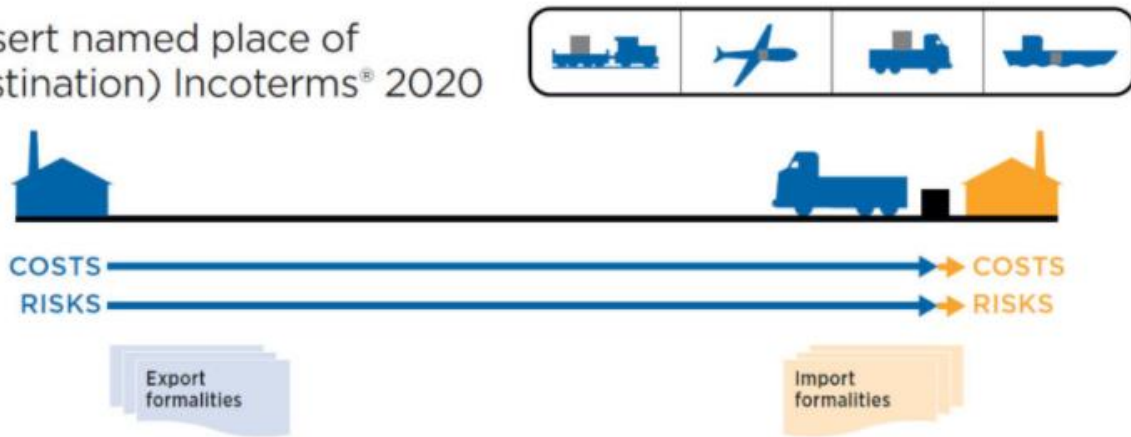 sert named place of
stination) Incoterms® 2020
COSTS COSTS
RISKS RISKS
Export
formalities
Import
formalities